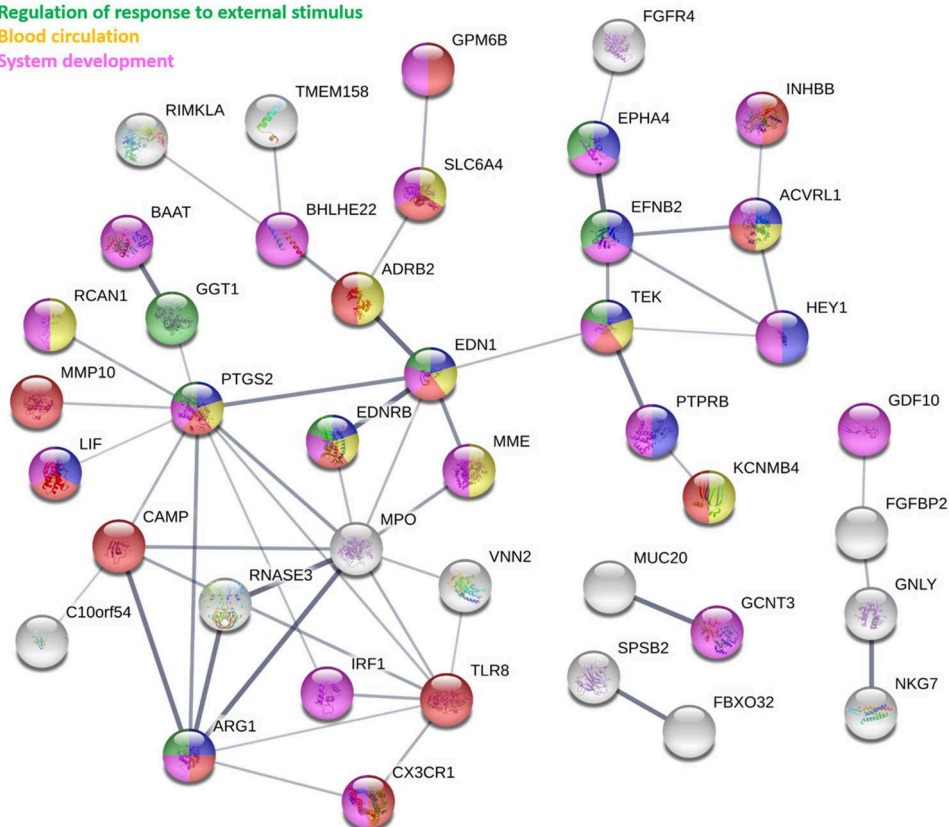 Regulation of response to external stimulus
Blood circulation
System development
FGFR4
GPM6B
TMEM158
INHBB
RIMKLA
EPHA4
SLC6A4
ACVRL1
BAAT
BHLHE22
EFNB2
ADRB2
GGT1
RCAN1
TEK
HEY1
EDN1
MMP10
PTGS2
PTPRB
GDF10
EDNRB
LIF
MME
KCNMB4
CAMP
MPO
FGFBP2
VNN2
MUC20
RNASE3
GNLY
C10orf54
GCNT3
SPSB2
IRF1
TLR8
NKG7
FBXO32
ARG1
CX3CR1